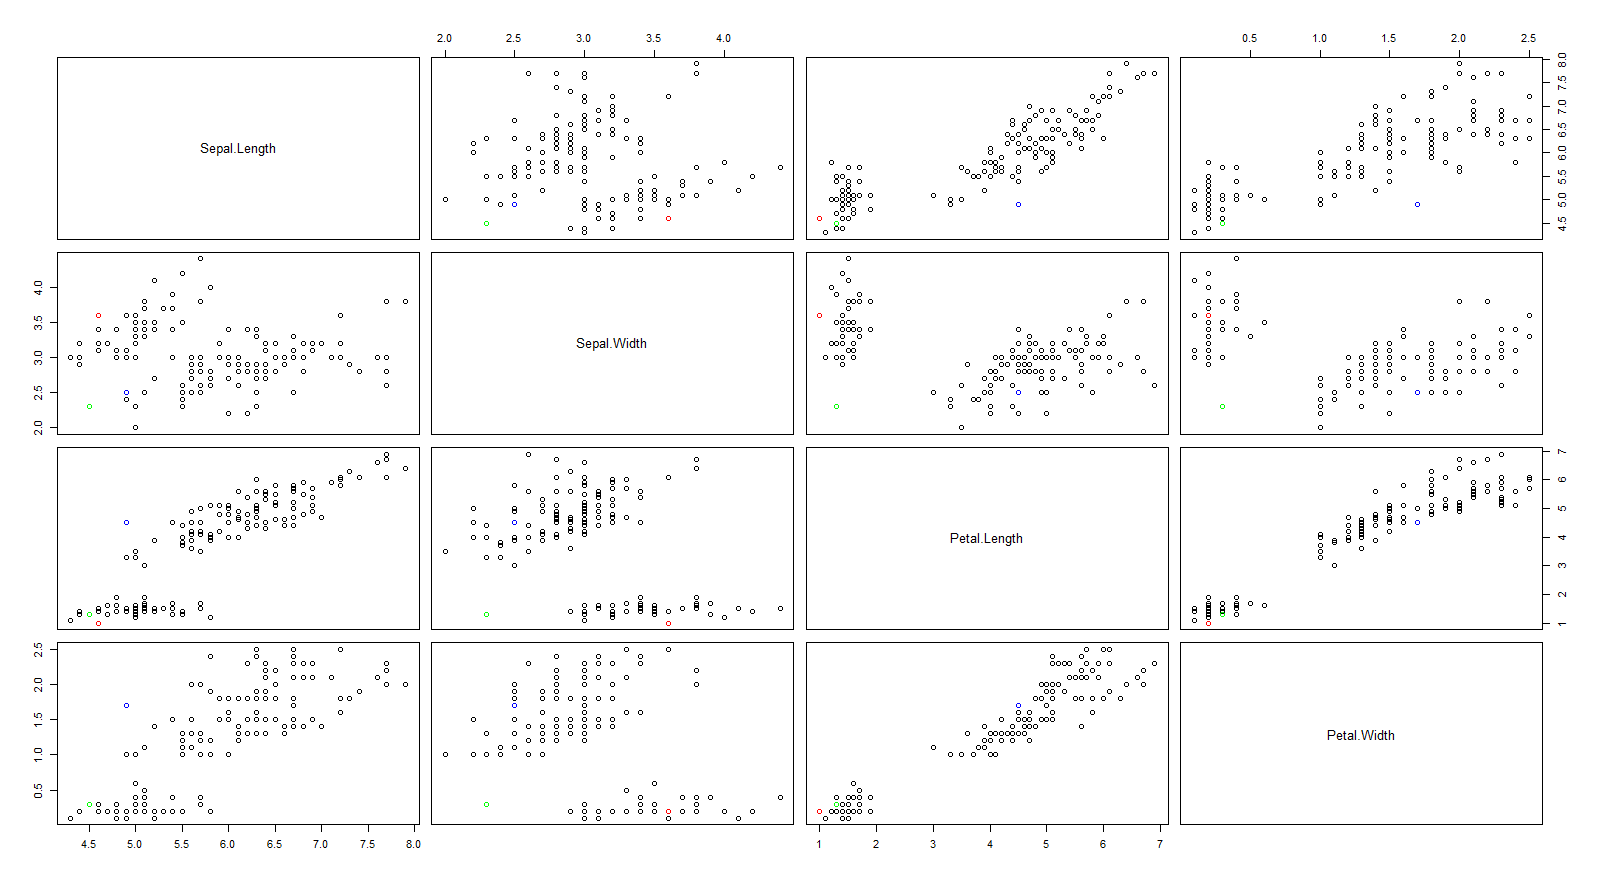 2.0 2.5 3.0 3.5 4.0 0.5 1.0 1.5 2.0 2.5
Sepal.Length
4.5 5.0 5.5 6.0 6.5 7.0 7.5 8.0
2.0 2.5 3.0 3.5 4.0
Sepal.Width
Petal.Length
1 2 3 4 5 6 7
0.5 1.0 1.5 2.0 2.5
Petal.Width
4.5 5.0 5.5 6.0 6.5 7.0 7.5 8.0 1 2 3 4 5 6 7